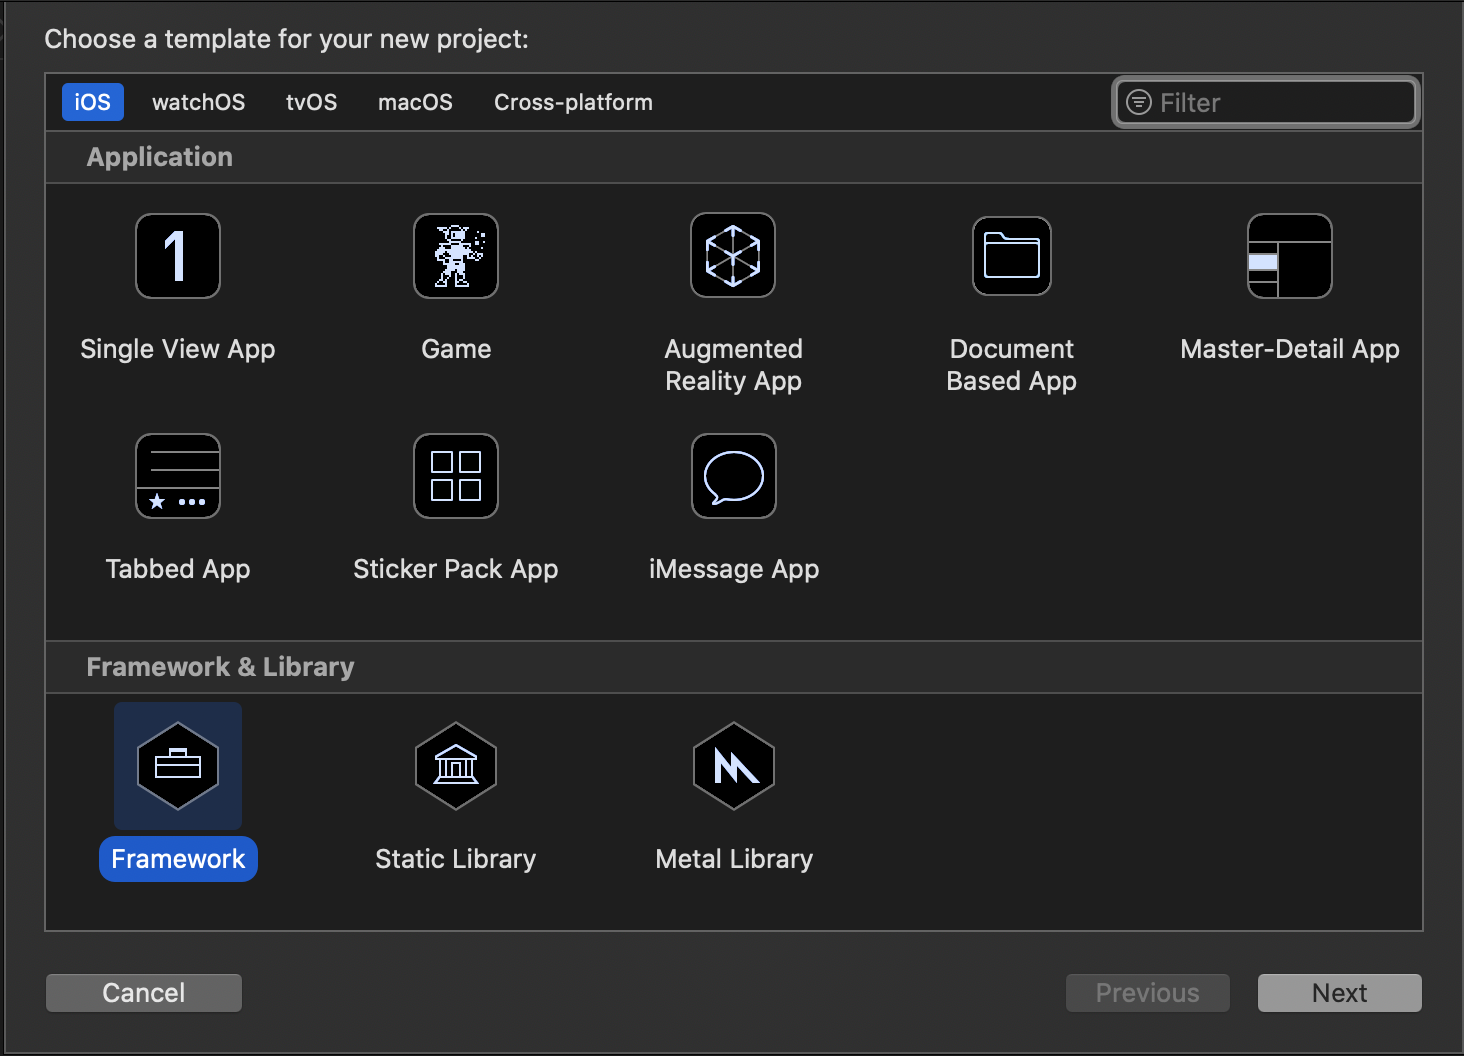 Choose a template for your new project:
iOS watchOS tvOS macOS Cross-platform Filter
Application
1
Single View App Game Augmented Reality App Document Based App Master-Detail App
Tabbed App Sticker Pack App iMessage App
Framework & Library
Framework Static Library Metal Library
Cancel Previous Next